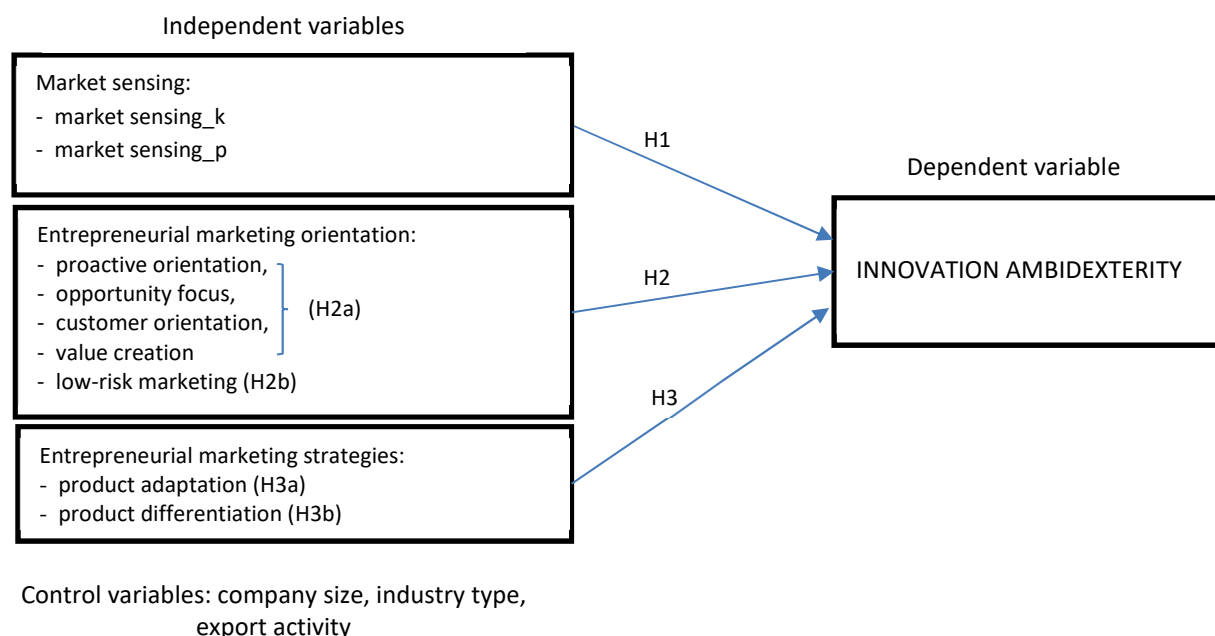 Independent variables
Market sensing:
- market sensing_k
- market sensing_p
H1
Dependent variable
INNOVATION AMBIDEXTERITY
Entrepreneurial marketing orientation:
- proactive orientation,
- opportunity focus,
- customer orientation,
- value creation
(H2a)
- low-risk marketing (H2b)
H2
H3
Entrepreneurial marketing strategies:
- product adaptation (H3a)
- product differentiation (H3b)
Control variables: company size, industry type,
export activity